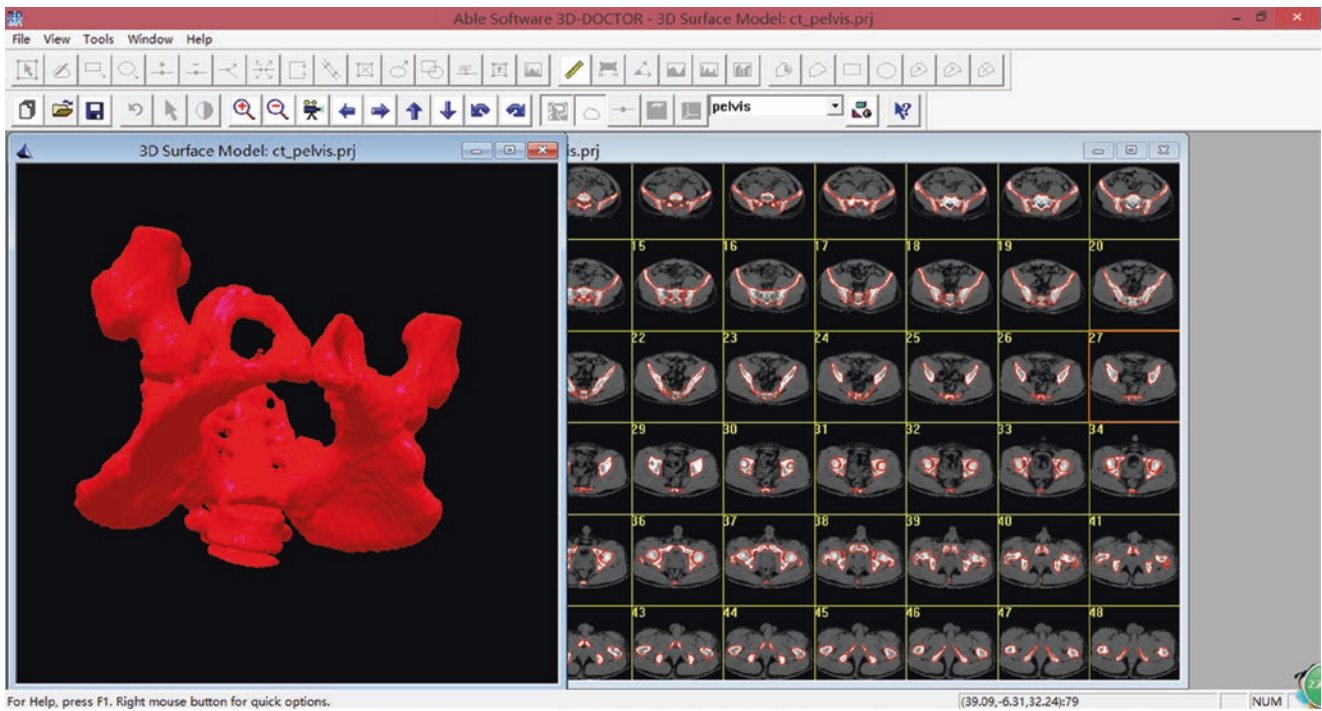 Able Software 3D-DOCTOR - 3D Surface Model: ct_pelvis.prj
File View Tools Window Help
pelvis
3D Surface Model: ct_pelvis.prj
is.prj
15 16 17 18 19 20
22 23 24 25 26 27
29 30 31 32 33 34
36 37 38 39 40 41
43 44 45 46 47 48
For Help, press F1. Right mouse button for quick options.
(39.09,-6.31,32.24):79
NUM